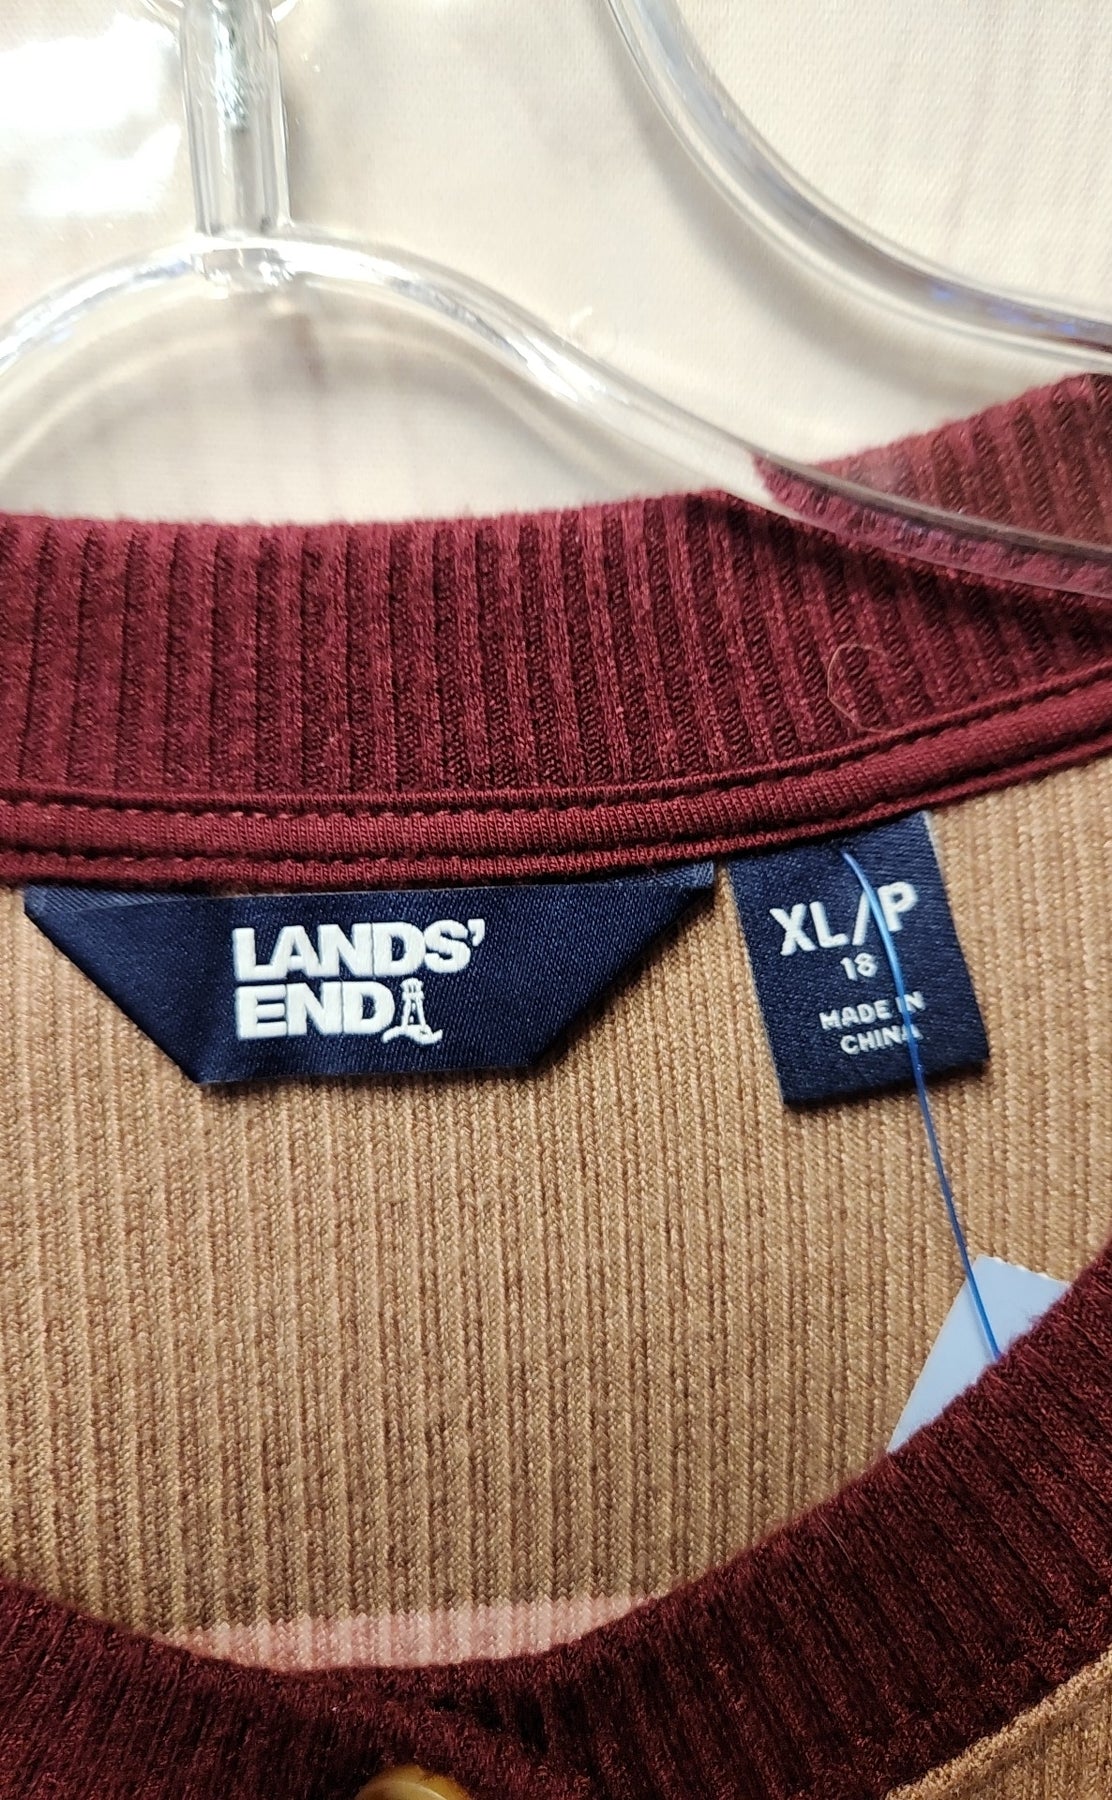 LANDS'
END
XL/P
18
MADE IN
CHINA